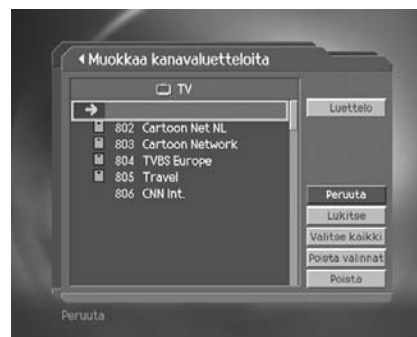 Muokkaa kanavaluetteloita
TV
Luettelo
802 Cartoon Net NL
803 Cartoon Network
804 TVBS Europe
805 Travel
806 CNN Int.
Peruuta
Lukitse
Valitse kaikki
Poista valinnat
Poista
Peruuta